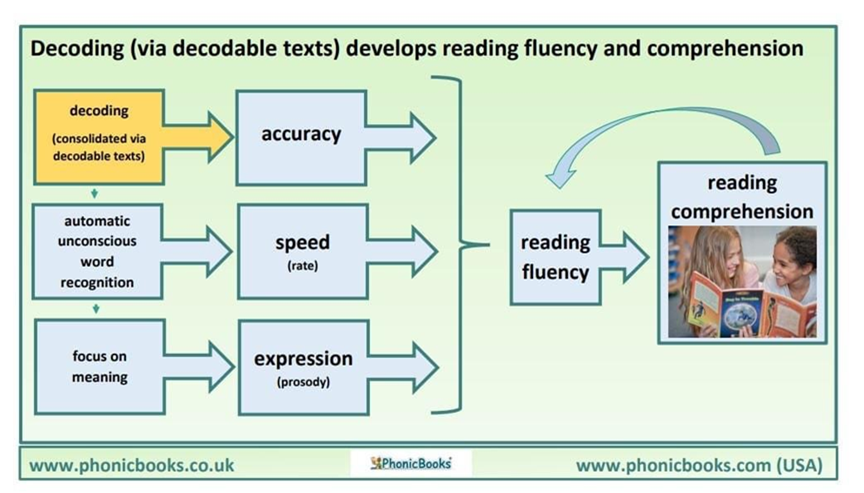 Decoding (via decodable texts) develops reading fluency and comprehension
decoding
(consolidated via
decodable texts)
accuracy
automatic
unconscious
word
recognition
speed
(rate)
focus on
meaning
expression
(prosody)
reading
fluency
reading
comprehension
www.phonicbooks.co.uk
PhonicBooks
www.phonicbooks.com (USA)